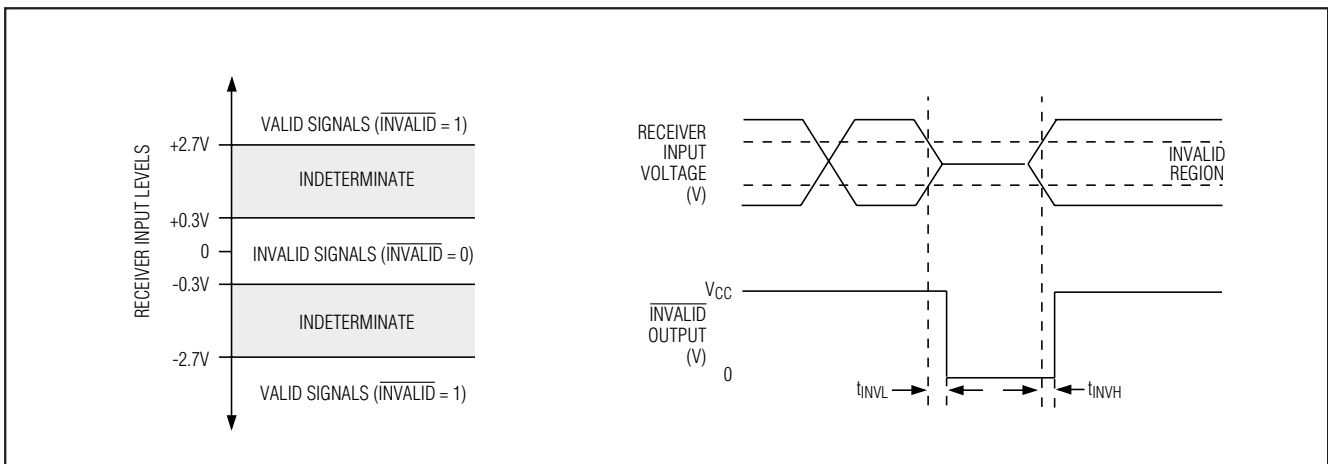 RECEIVER INPUT LEVELS
VALID SIGNALS (INVALID = 1)
+2.7V
INDETERMINATE
+0.3V
0
INVALID SIGNALS (INVALID = 0)
-0.3V
INDETERMINATE
-2.7V
VALID SIGNALS (INVALID = 1)
RECEIVER
INPUT
VOLTAGE
(V)
INVALID
REGION
VCC
INVALID
OUTPUT
(V)
0
tINVL
tINVH